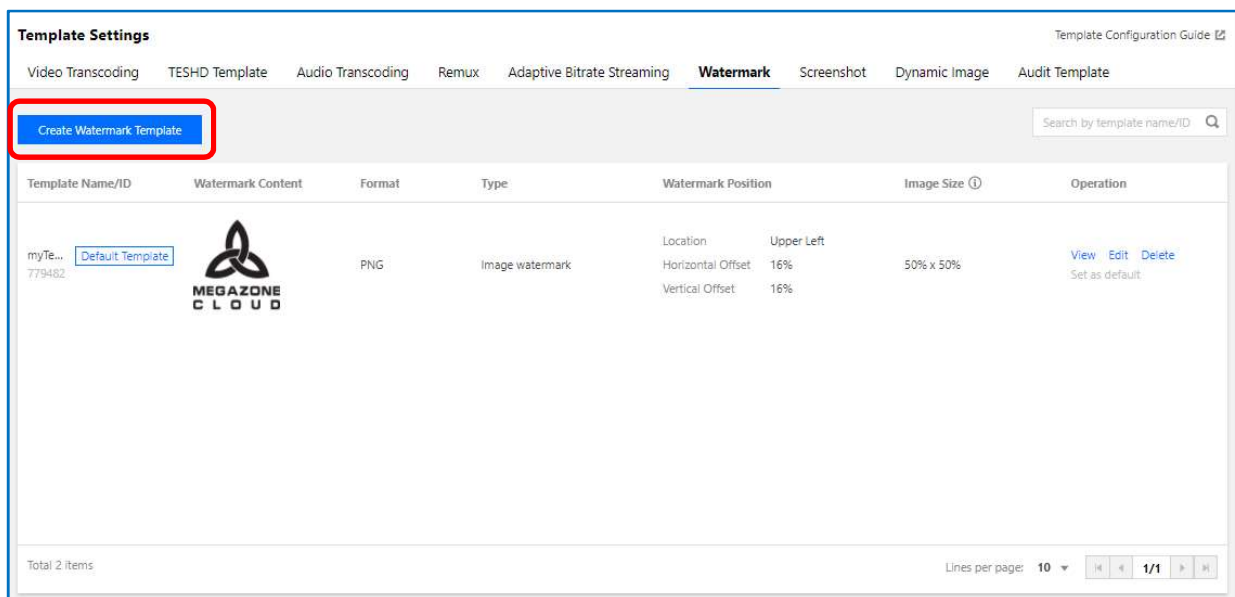 Template Settings
Template Configuration Guide
Video Transcoding TESHD Template Audio Transcoding Remux Adaptive Bitrate Streaming Watermark Screenshot Dynamic Image Audit Template
Create Watermark Template
Search by template name/ID
Template Name/ID Watermark Content Format Type Watermark Position Image Size Operation
myTe... Default Template
779482
MEGAZONE
CLOUD
PNG
Image watermark
Location Upper Left
Horizontal Offset 16%
Vertical Offset 16%
50% x 50%
View Edit Delete
Set as default
Total 2 items
Lines per page: 10 1/1